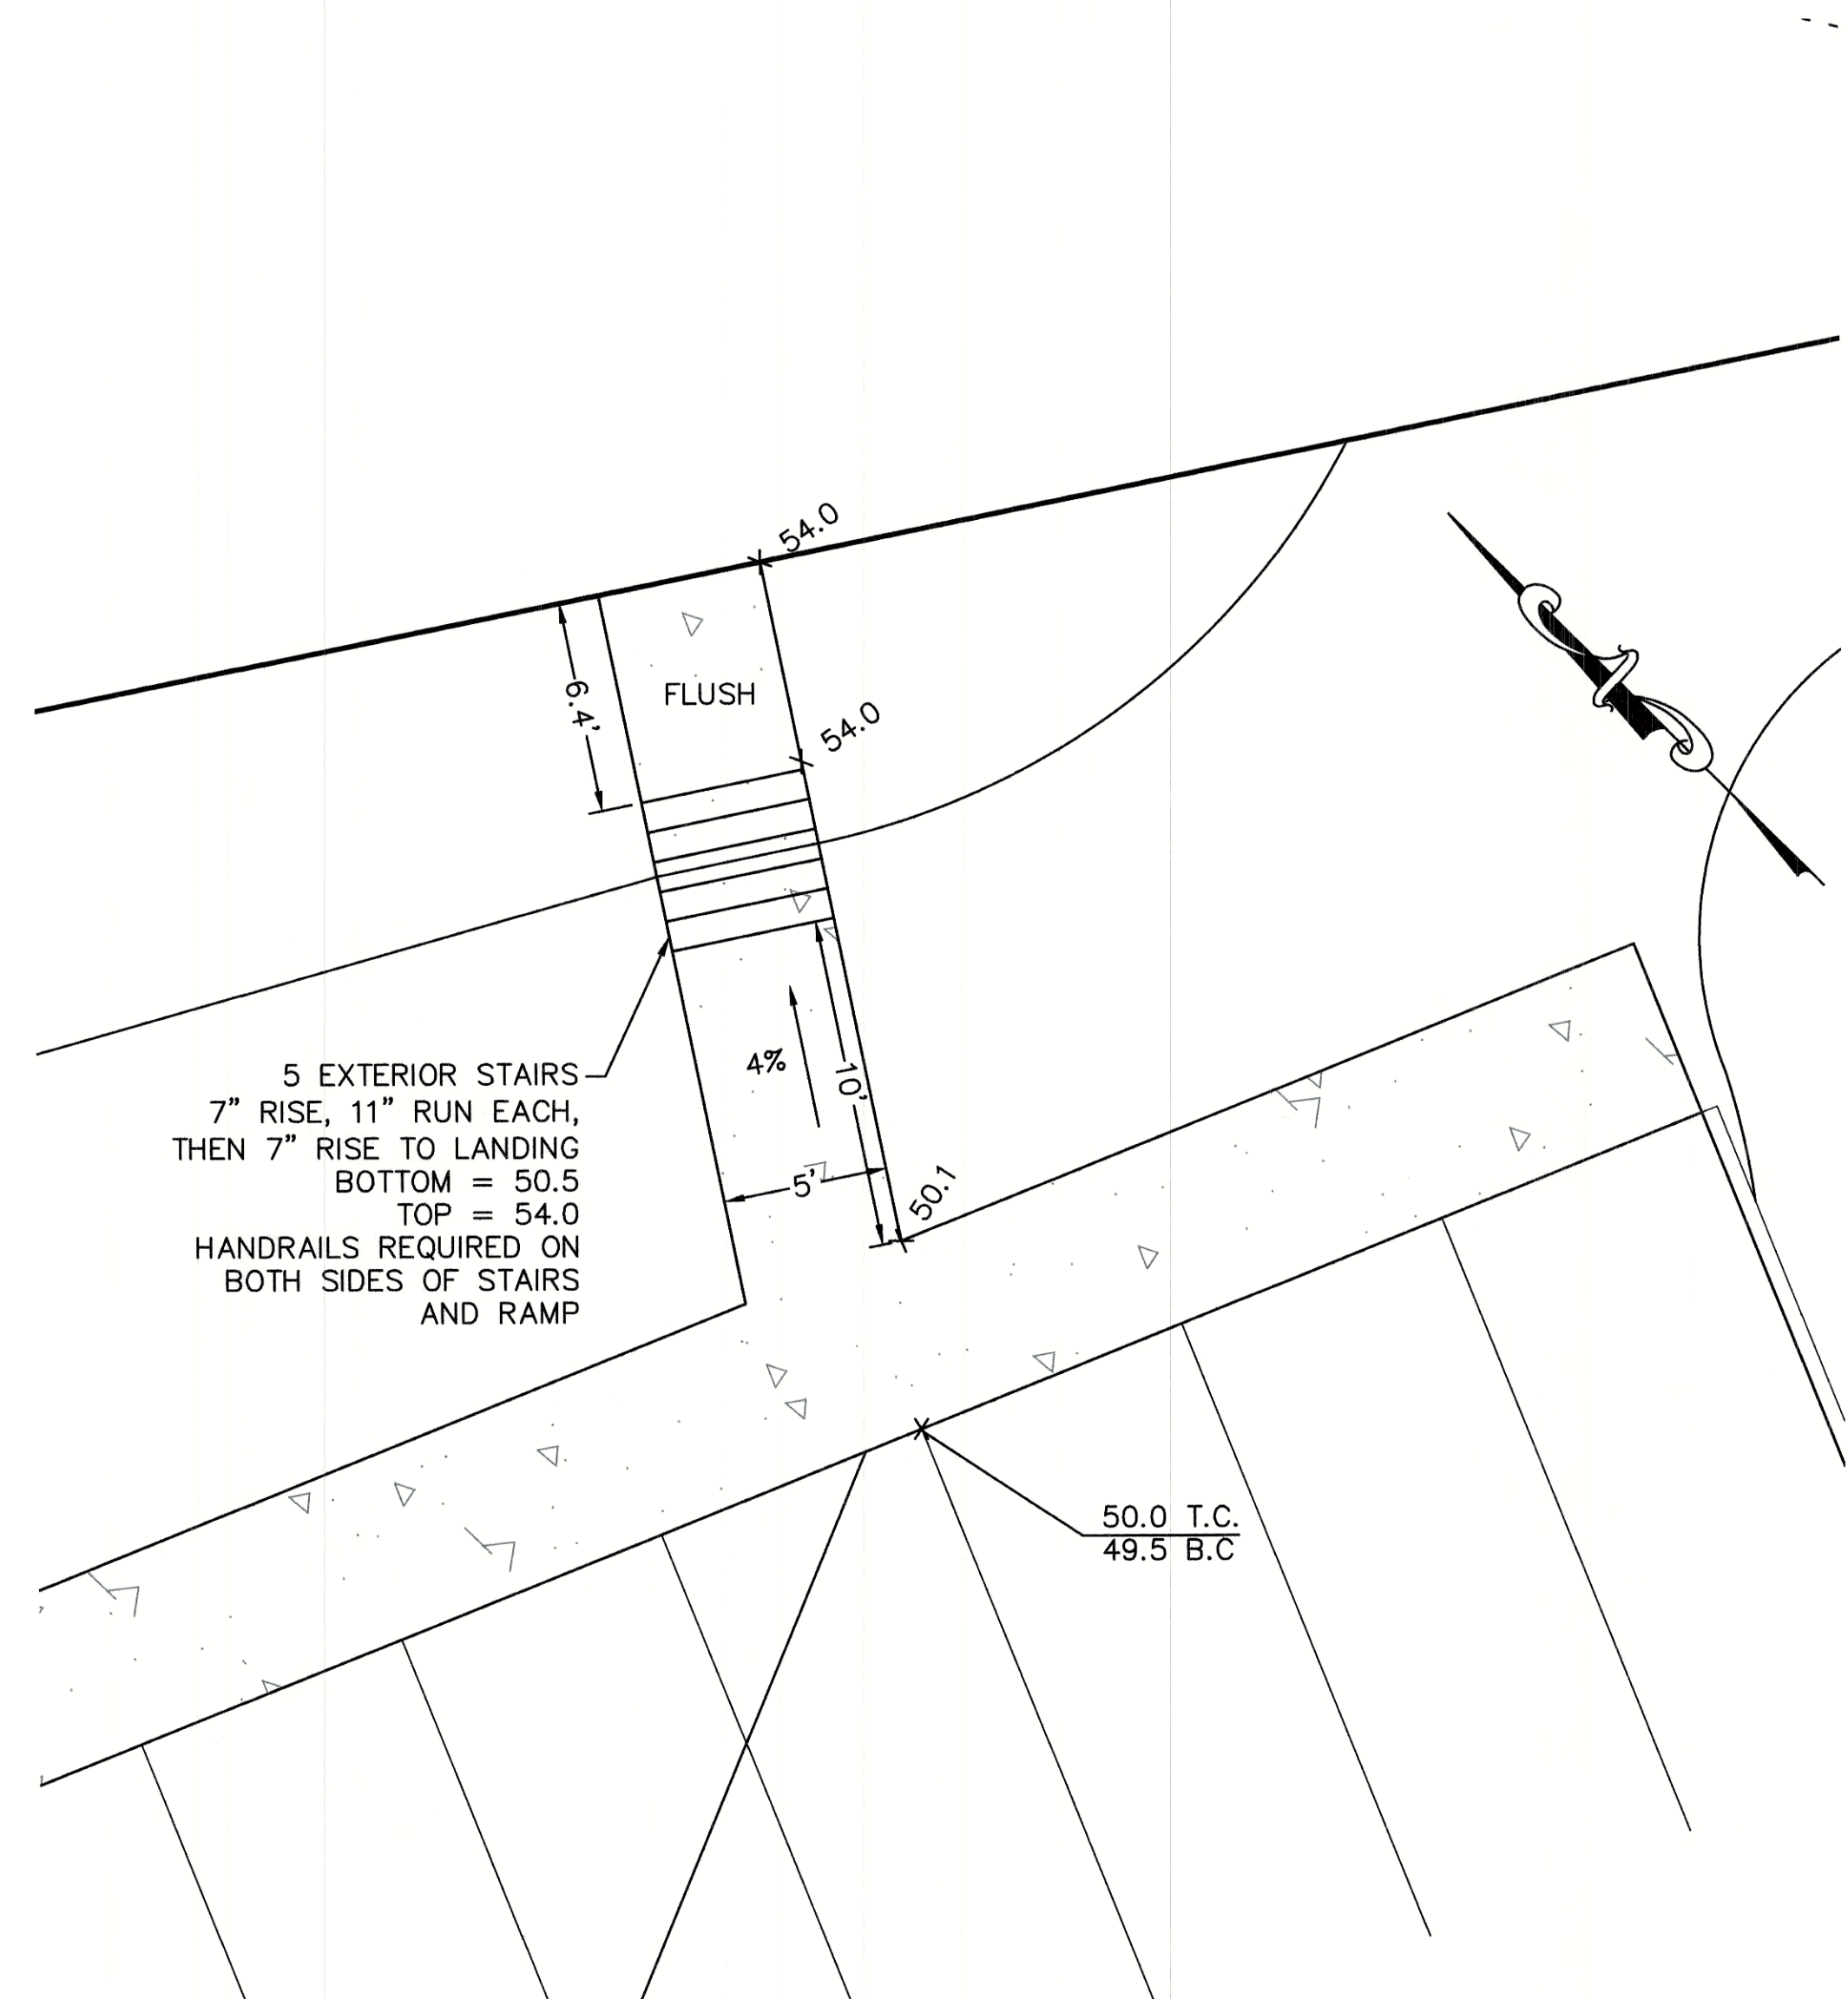 54.0
FLUSH
6.4'
54.0
4%
10'
5'
50.1
5 EXTERIOR STAIRS
7" RISE, 11" RUN EACH,
THEN 7" RISE TO LANDING
BOTTOM = 50.5
TOP = 54.0
HANDRAILS REQUIRED ON
BOTH SIDES OF STAIRS
AND RAMP
50.0 T.C.
49.5 B.C